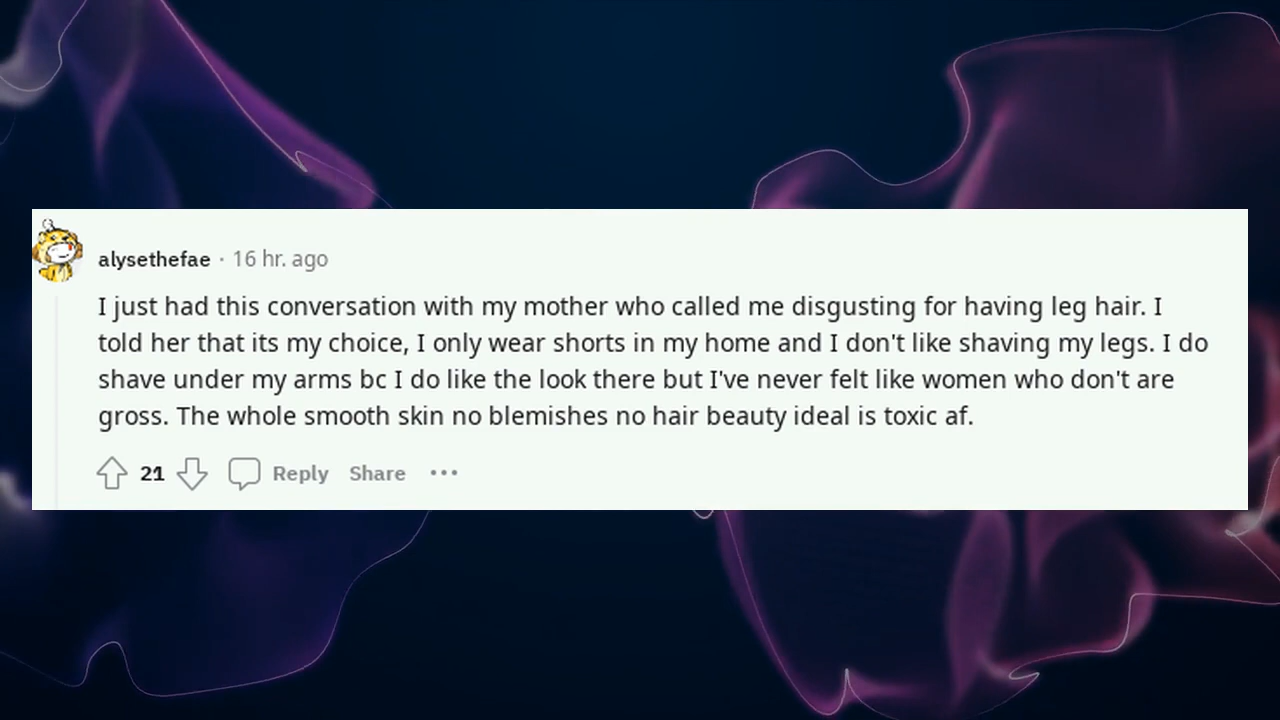 alysethefae · 16 hr. ago
I just had this conversation with my mother who called me disgusting for having leg hair. I
told her that its my choice, I only wear shorts in my home and I don't like shaving my legs. I do
shave under my arms bc I do like the look there but I've never felt like women who don't are
gross. The whole smooth skin no blemishes no hair beauty ideal is toxic af.
21 Reply Share ···